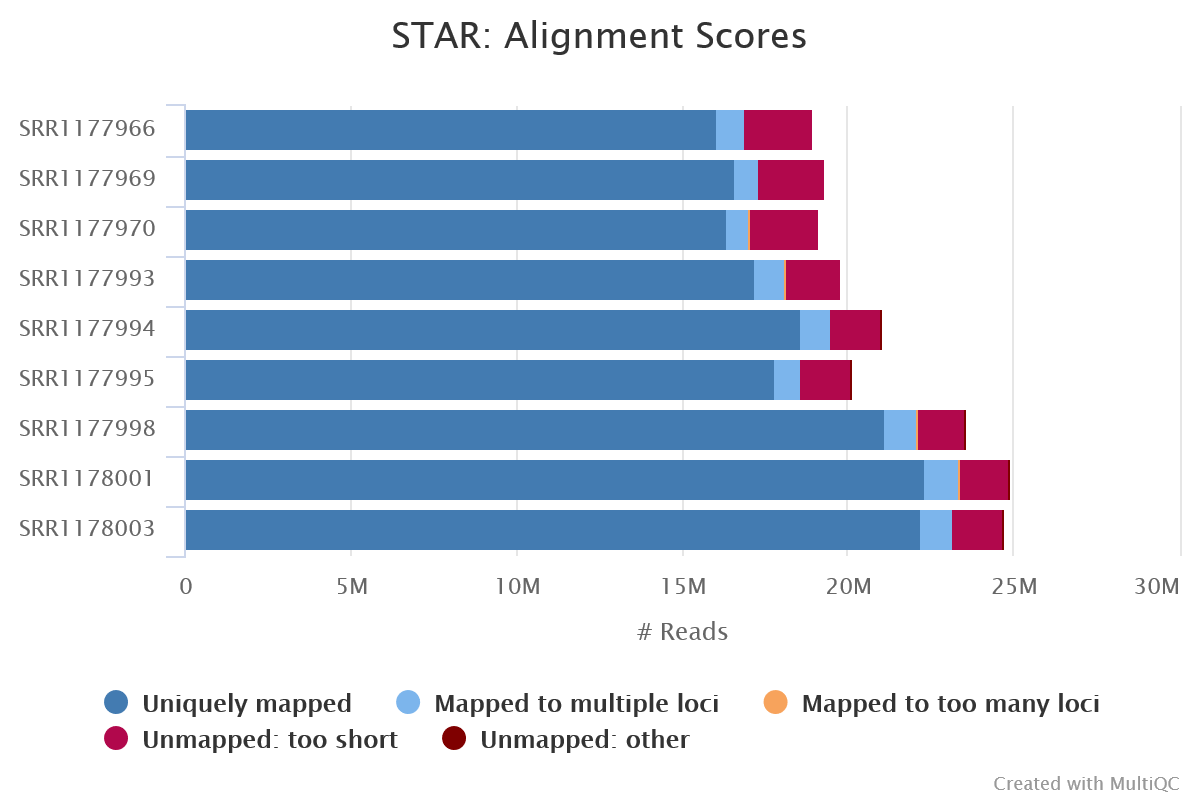 STAR: Alignment Scores
SRR1177966
SRR1177969
SRR1177970
SRR1177993
SRR1177994
SRR1177995
SRR1177998
SRR1178001
SRR1178003
0 5M 10M 15M 20M 25M 30M
# Reads
Uniquely mapped Mapped to multiple loci Mapped to too many loci
Unmapped: too short Unmapped: other
Created with MultiQC